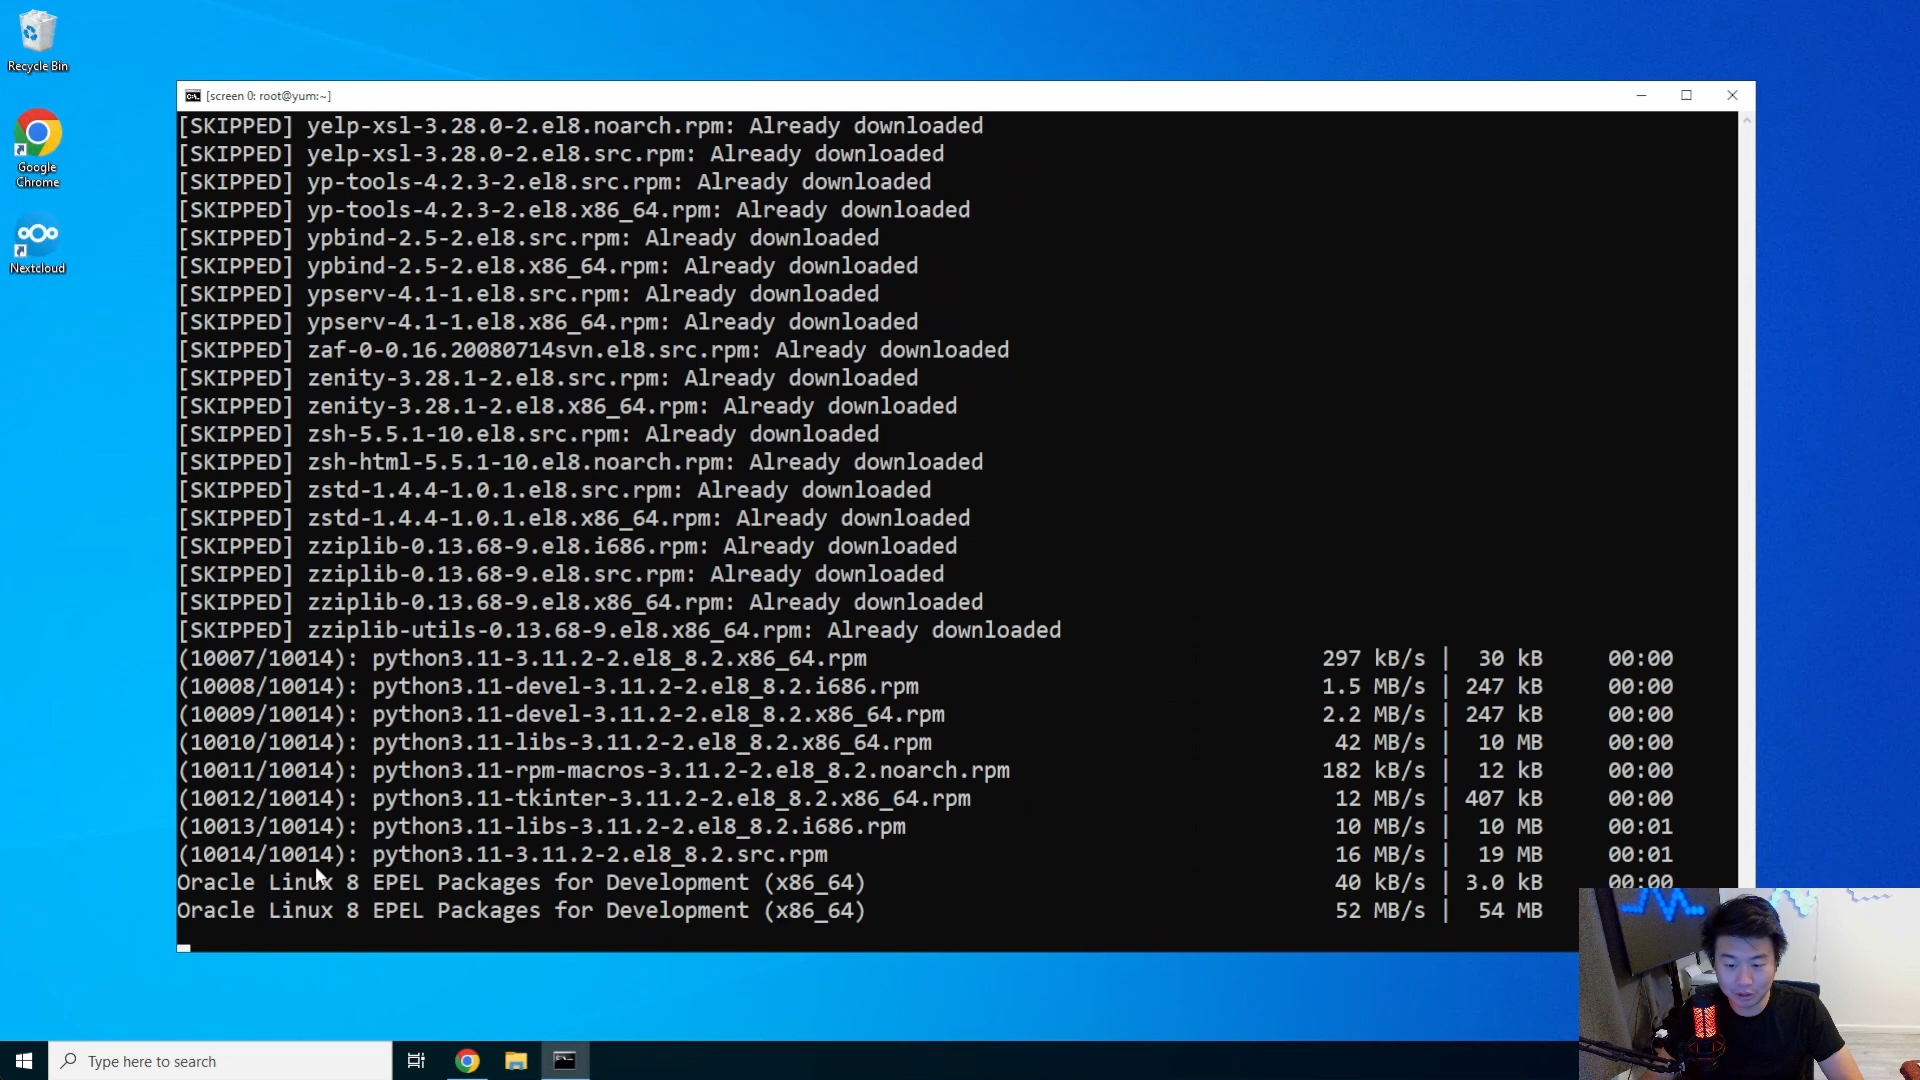 Recycle Bin
Google
Chrome
Nextcloud
[screen 0: root@yum:~]
[SKIPPED] yelp-xsl-3.28.0-2.el8.noarch.rpm: Already downloaded
[SKIPPED] yelp-xsl-3.28.0-2.el8.src.rpm: Already downloaded
[SKIPPED] yp-tools-4.2.3-2.el8.src.rpm: Already downloaded
[SKIPPED] yp-tools-4.2.3-2.el8.x86_64.rpm: Already downloaded
[SKIPPED] ypbind-2.5-2.el8.src.rpm: Already downloaded
[SKIPPED] ypbind-2.5-2.el8.x86_64.rpm: Already downloaded
[SKIPPED] ypserv-4.1-1.el8.src.rpm: Already downloaded
[SKIPPED] ypserv-4.1-1.el8.x86_64.rpm: Already downloaded
[SKIPPED] zaf-0-0.16.20080714svn.el8.src.rpm: Already downloaded
[SKIPPED] zenity-3.28.1-2.el8.src.rpm: Already downloaded
[SKIPPED] zenity-3.28.1-2.el8.x86_64.rpm: Already downloaded
[SKIPPED] zsh-5.5.1-10.el8.src.rpm: Already downloaded
[SKIPPED] zsh-html-5.5.1-10.el8.noarch.rpm: Already downloaded
[SKIPPED] zstd-1.4.4-1.0.1.el8.src.rpm: Already downloaded
[SKIPPED] zstd-1.4.4-1.0.1.el8.x86_64.rpm: Already downloaded
[SKIPPED] zziplib-0.13.68-9.el8.i686.rpm: Already downloaded
[SKIPPED] zziplib-0.13.68-9.el8.src.rpm: Already downloaded
[SKIPPED] zziplib-0.13.68-9.el8.x86_64.rpm: Already downloaded
[SKIPPED] zziplib-utils-0.13.68-9.el8.x86_64.rpm: Already downloaded
(10007/10014): python3.11-3.11.2-2.el8_8.2.x86_64.rpm 297 kB/s | 30 kB 00:00
(10008/10014): python3.11-devel-3.11.2-2.el8_8.2.i686.rpm 1.5 MB/s | 247 kB 00:00
(10009/10014): python3.11-devel-3.11.2-2.el8_8.2.x86_64.rpm 2.2 MB/s | 247 kB 00:00
(10010/10014): python3.11-libs-3.11.2-2.el8_8.2.x86_64.rpm 42 MB/s | 10 MB 00:00
(10011/10014): python3.11-rpm-macros-3.11.2-2.el8_8.2.noarch.rpm 182 kB/s | 12 kB 00:00
(10012/10014): python3.11-tkinter-3.11.2-2.el8_8.2.x86_64.rpm 12 MB/s | 407 kB 00:00
(10013/10014): python3.11-libs-3.11.2-2.el8_8.2.i686.rpm 10 MB/s | 10 MB 00:01
(10014/10014): python3.11-3.11.2-2.el8_8.2.src.rpm 16 MB/s | 19 MB 00:01
Oracle Linux 8 EPEL Packages for Development (x86_64) 40 kB/s | 3.0 kB 00:00
Oracle Linux 8 EPEL Packages for Development (x86_64) 52 MB/s | 54 MB
Type here to search